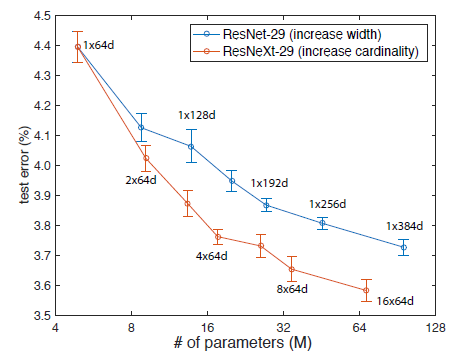 4.5
4.4
4.3
4.2
4.1
4.0
3.9
3.8
3.7
3.6
3.5
test error (%)
ResNet-29 (increase width)
ResNeXt-29 (increase cardinality)
1x64d
1x128d
2x64d
1x192d
1x256d
1x384d
4x64d
8x64d
16x64d
4 8 16 32 64 128
# of parameters (M)